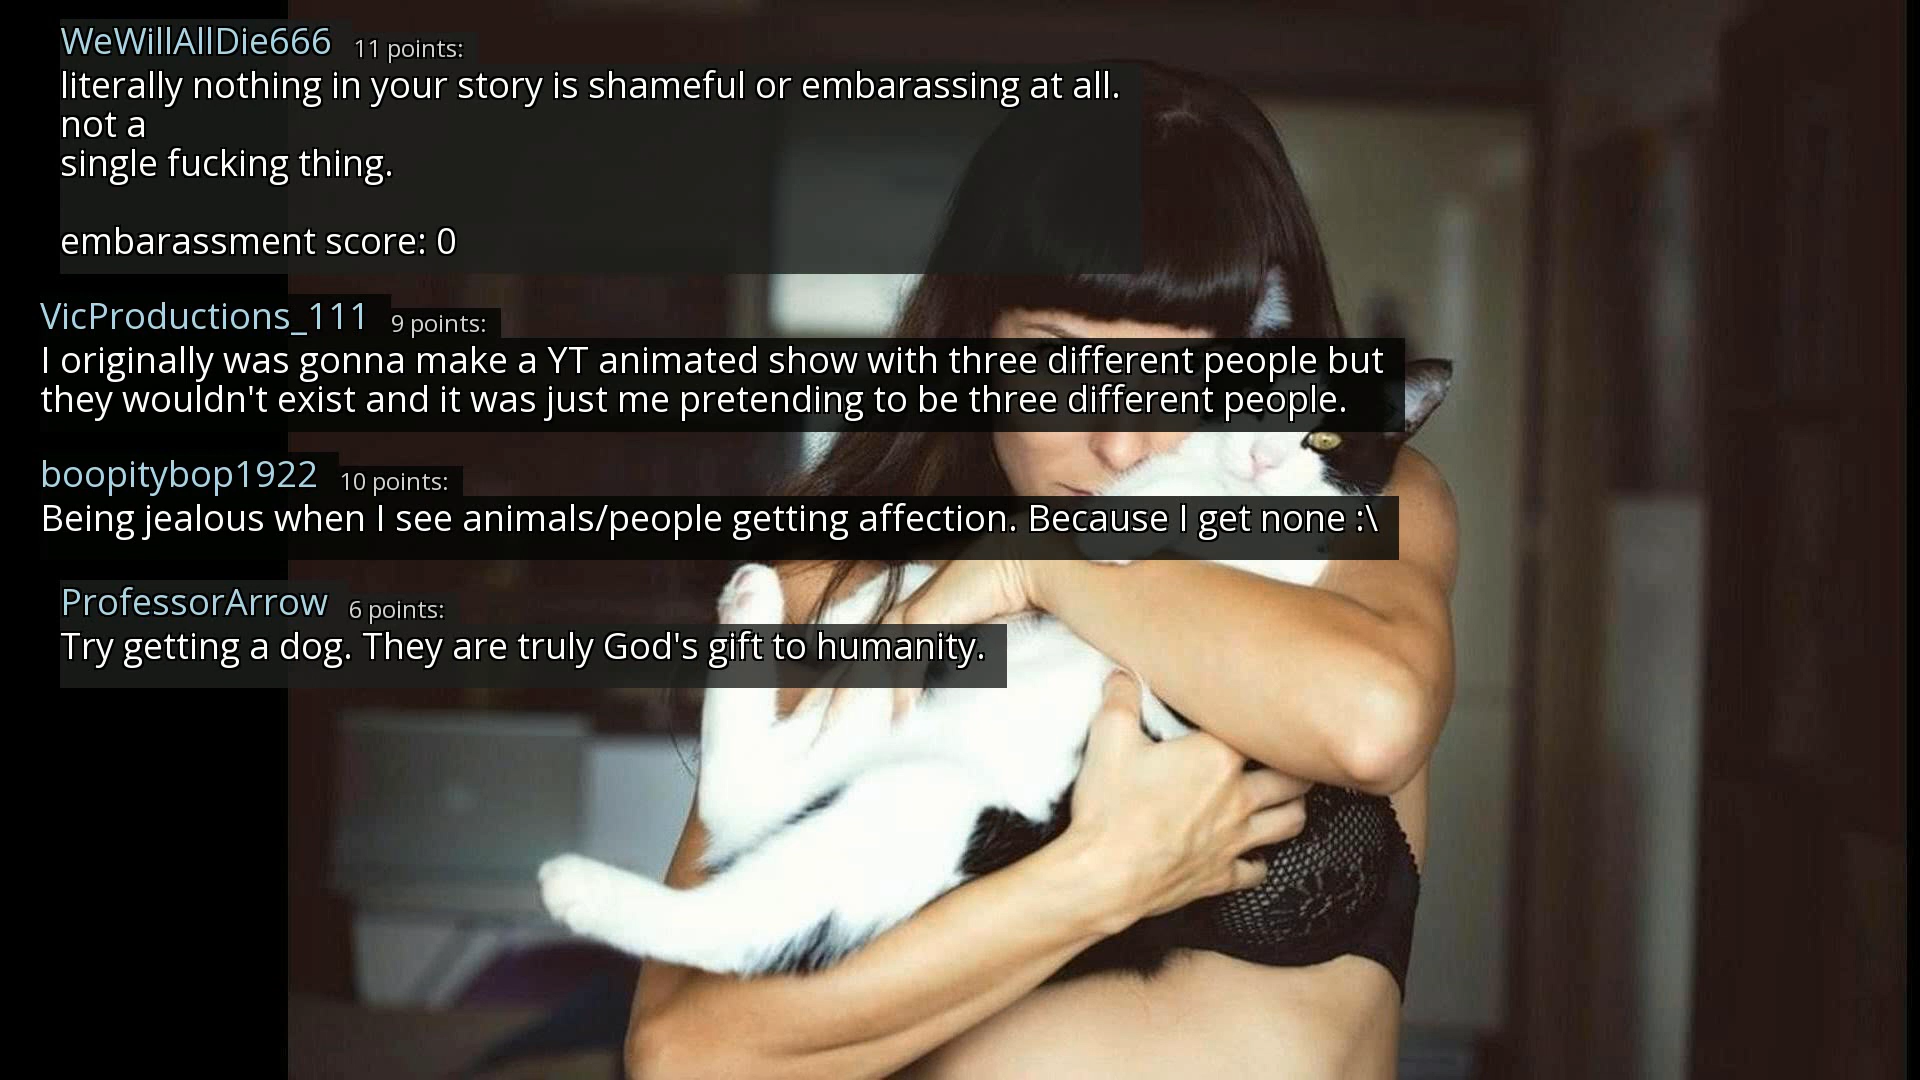 WeWillAllDie666 11 points:
literally nothing in your story is shameful or embarassing at all.
not a
single fucking thing.
embarassment score: 0
VicProductions_111 9 points:
I originally was gonna make a YT animated show with three different people but
they wouldn't exist and it was just me pretending to be three different people.
boopitybop1922 10 points:
Being jealous when I see animals/people getting affection. Because I get none :\
ProfessorArrow 6 points:
Try getting a dog. They are truly God's gift to humanity.